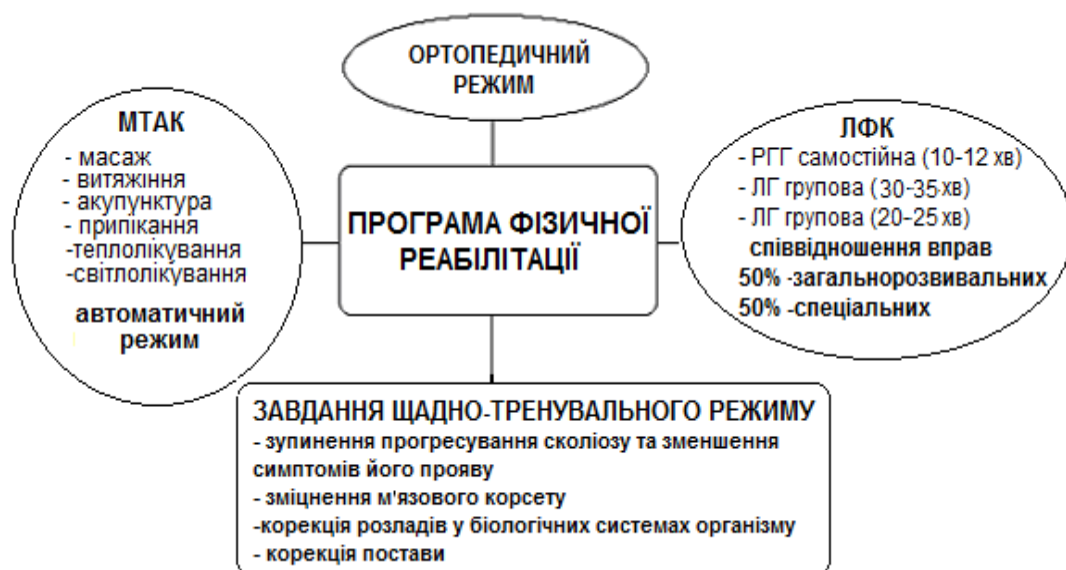 ОРТОПЕДИЧНИЙ
РЕЖИМ
МТАК
- масаж
- витяжіння
- акупунктура
- припікання
-теплолікування
-світлолікування
автоматичний
режим
ПРОГРАМА ФІЗИЧНОЇ
РЕАБІЛІТАЦІЇ
ЛФК
- РГГ самостійна (10-12 хв)
- ЛГ групова (30-35 хв)
- ЛГ групова (20-25 хв)
співвідношення вправ
50% -загальнорозвивальних
50% -спеціальних
ЗАВДАННЯ ЩАДНО-ТРЕНУВАЛЬНОГО РЕЖИМУ
- зупинення прогресування сколіозу та зменшення
симптомів його прояву
- зміцнення м'язового корсету
-корекція розладів у біологічних системах організму
- корекція постави